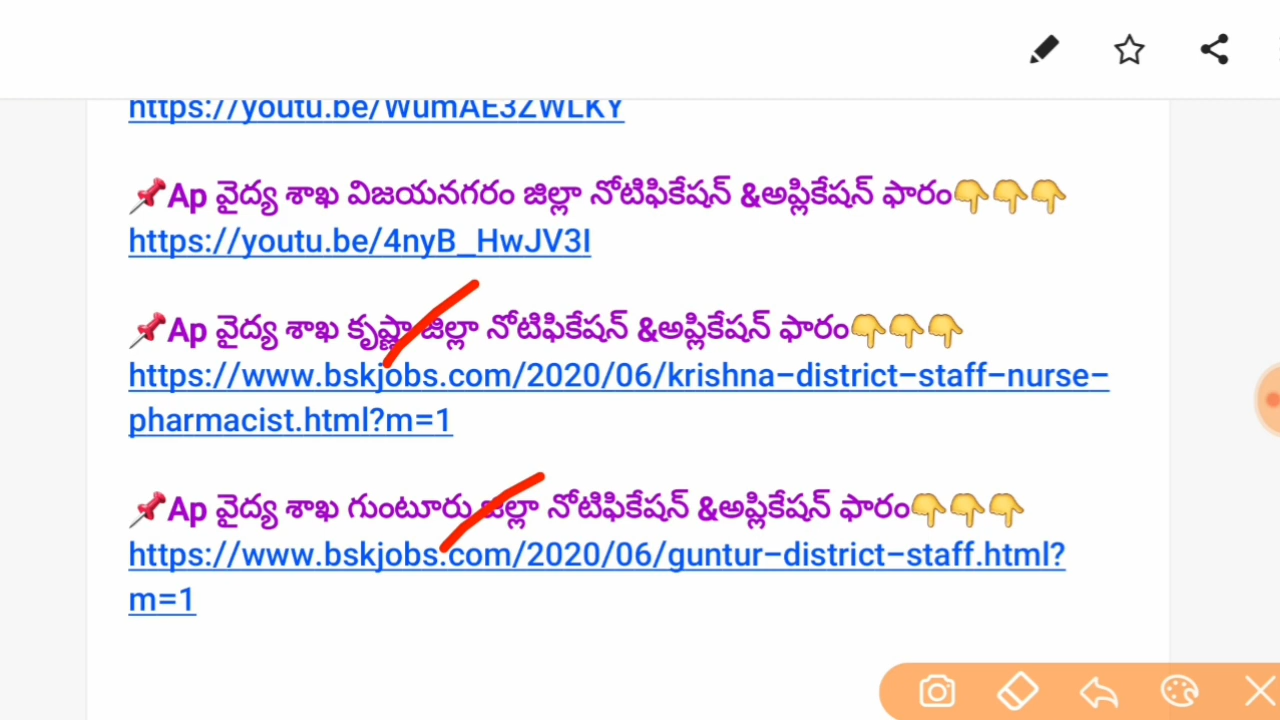 https://youtu.be/WumAE3ZWLKY
📌Ap వైద్య శాఖ విజయనగరం జిల్లా నోటిఫికేషన్ &అప్లికేషన్ ఫారం👇👇👇
https://youtu.be/4nyB_HwJV3I
📌Ap వైద్య శాఖ కృష్ణా జిల్లా నోటిఫికేషన్ &అప్లికేషన్ ఫారం👇👇👇
https://www.bskjobs.com/2020/06/krishna-district-staff-nurse-
pharmacist.html?m=1
📌Ap వైద్య శాఖ గుంటూరు జిల్లా నోటిఫికేషన్ &అప్లికేషన్ ఫారం👇👇👇
https://www.bskjobs.com/2020/06/guntur-district-staff.html?
m=1